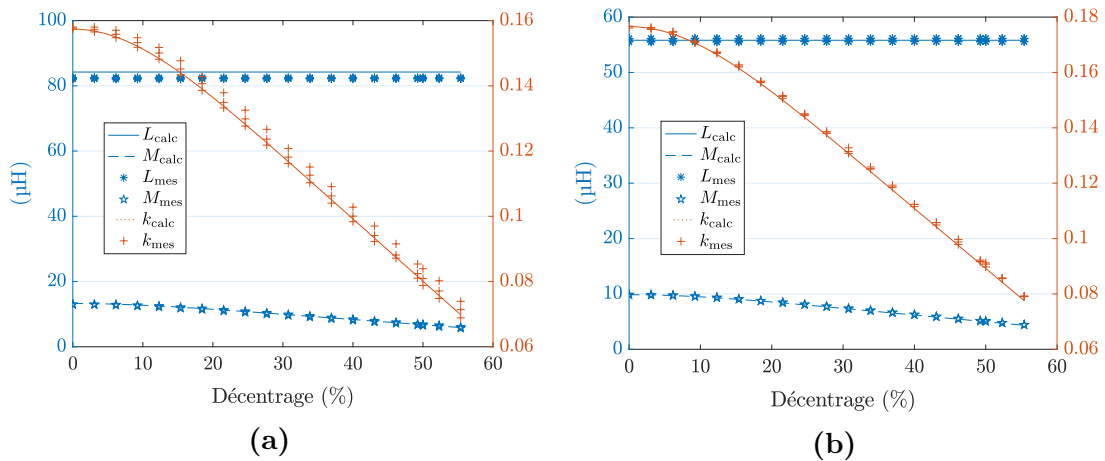 100
80
60
40
20
0
(µH)
0.16
0.14
0.12
0.1
0.08
0.06
L_calc
M_calc
L_mes
M_mes
k_calc
k_mes
0 10 20 30 40 50 60
Décentrage (%)
(a)
60
50
40
30
20
10
0
(µH)
0.18
0.16
0.14
0.12
0.1
0.08
0.06
L_calc
M_calc
L_mes
M_mes
k_calc
k_mes
0 10 20 30 40 50 60
Décentrage (%)
(b)